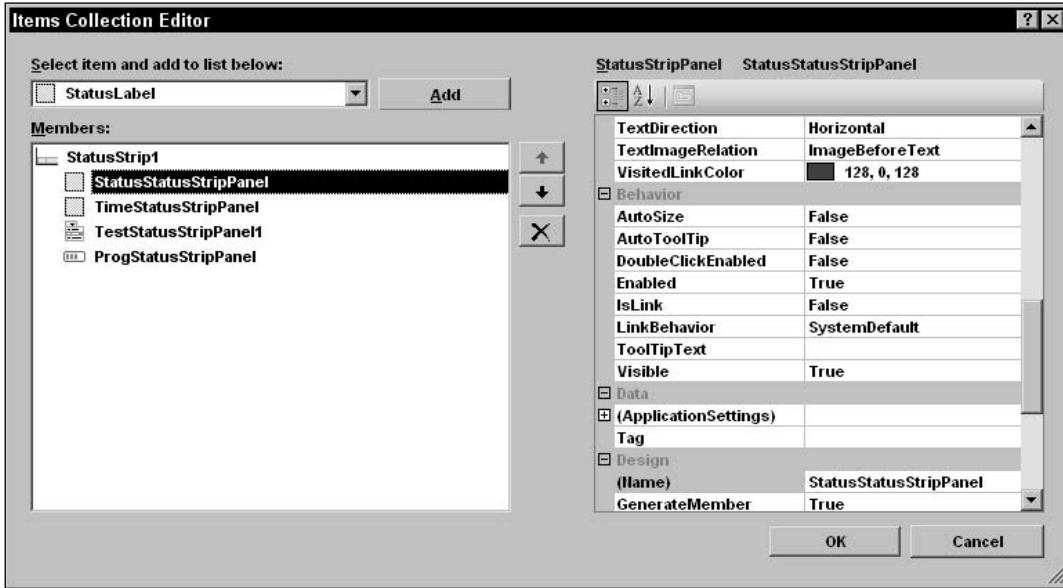 Items Collection Editor
Select item and add to list below:
StatusLabel
Add
Members:
StatusStrip1
StatusStatusStripPanel
TimeStatusStripPanel
TestStatusStripPanel1
ProgStatusStripPanel
StatusStripPanel StatusStatusStripPanel
TextDirection Horizontal
TextImageRelation ImageBeforeText
VisitedLinkColor 128, 0, 128
Behavior
AutoSize False
AutoToolTip False
DoubleClickEnabled False
Enabled True
IsLink False
LinkBehavior SystemDefault
ToolTipText
Visible True
Data
(ApplicationSettings)
Tag
Design
(Name) StatusStatusStripPanel
GenerateMember True
OK Cancel